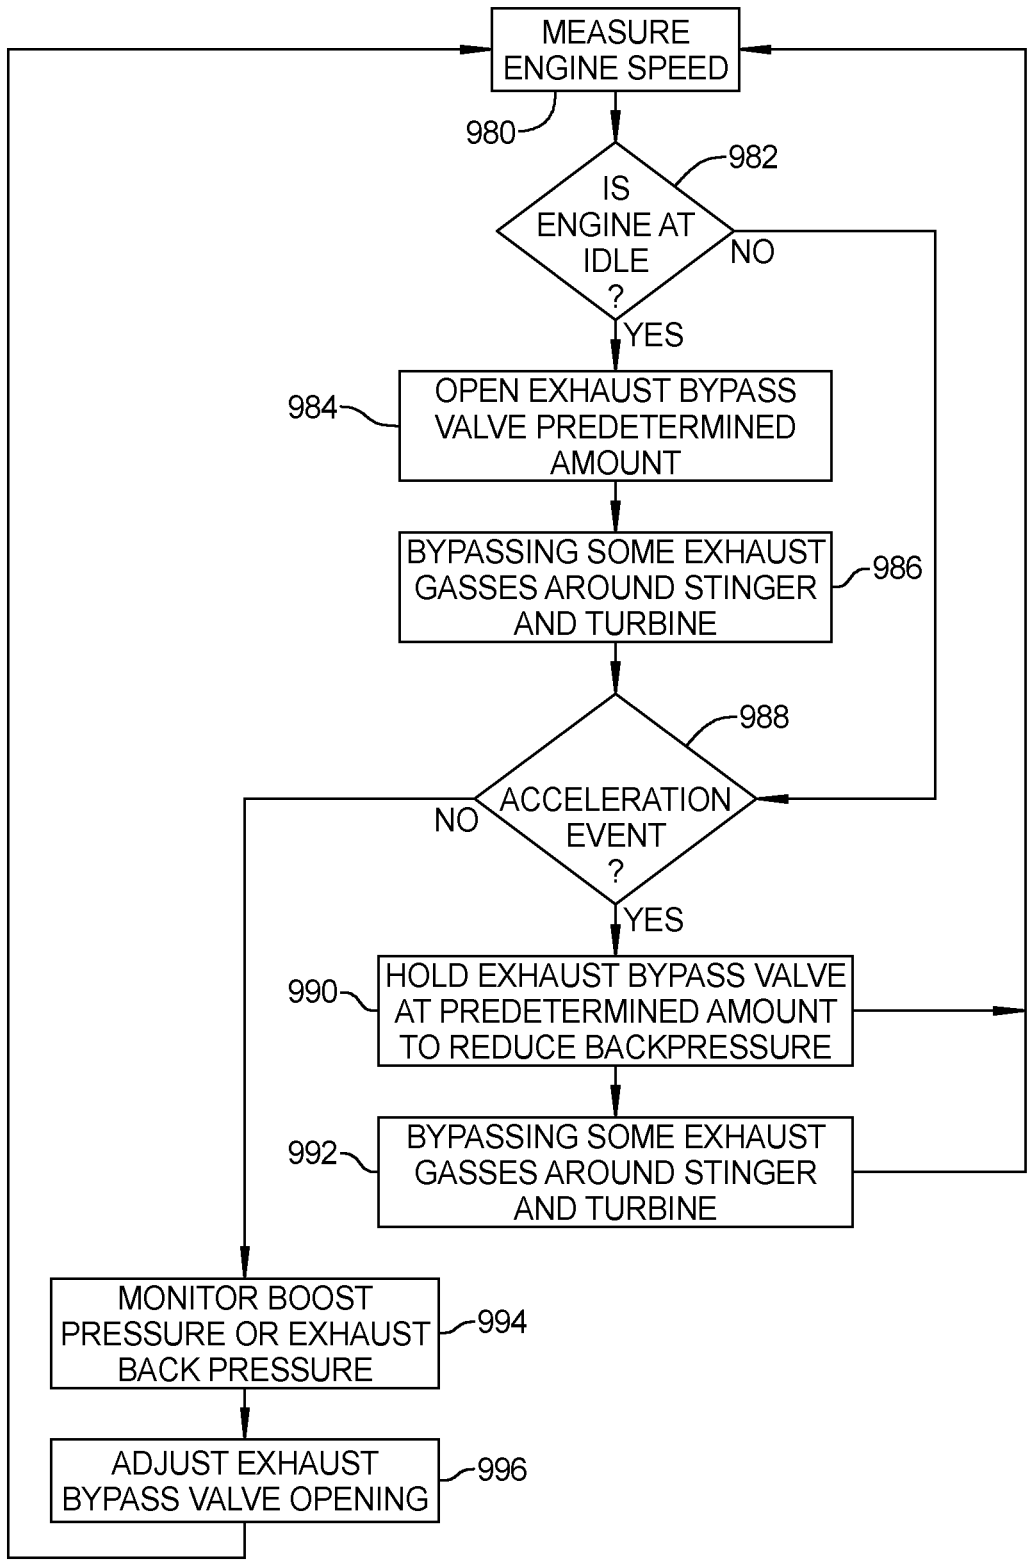 MEASURE
ENGINE SPEED
980
982
IS
ENGINE AT
IDLE
?
NO
YES
984
OPEN EXHAUST BYPASS
VALVE PREDETERMINED
AMOUNT
BYPASSING SOME EXHAUST
GASSES AROUND STINGER
AND TURBINE
986
988
ACCELERATION
EVENT
?
NO
YES
990
HOLD EXHAUST BYPASS VALVE
AT PREDETERMINED AMOUNT
TO REDUCE BACKPRESSURE
992
BYPASSING SOME EXHAUST
GASSES AROUND STINGER
AND TURBINE
MONITOR BOOST
PRESSURE OR EXHAUST
BACK PRESSURE
994
ADJUST EXHAUST
BYPASS VALVE OPENING
996